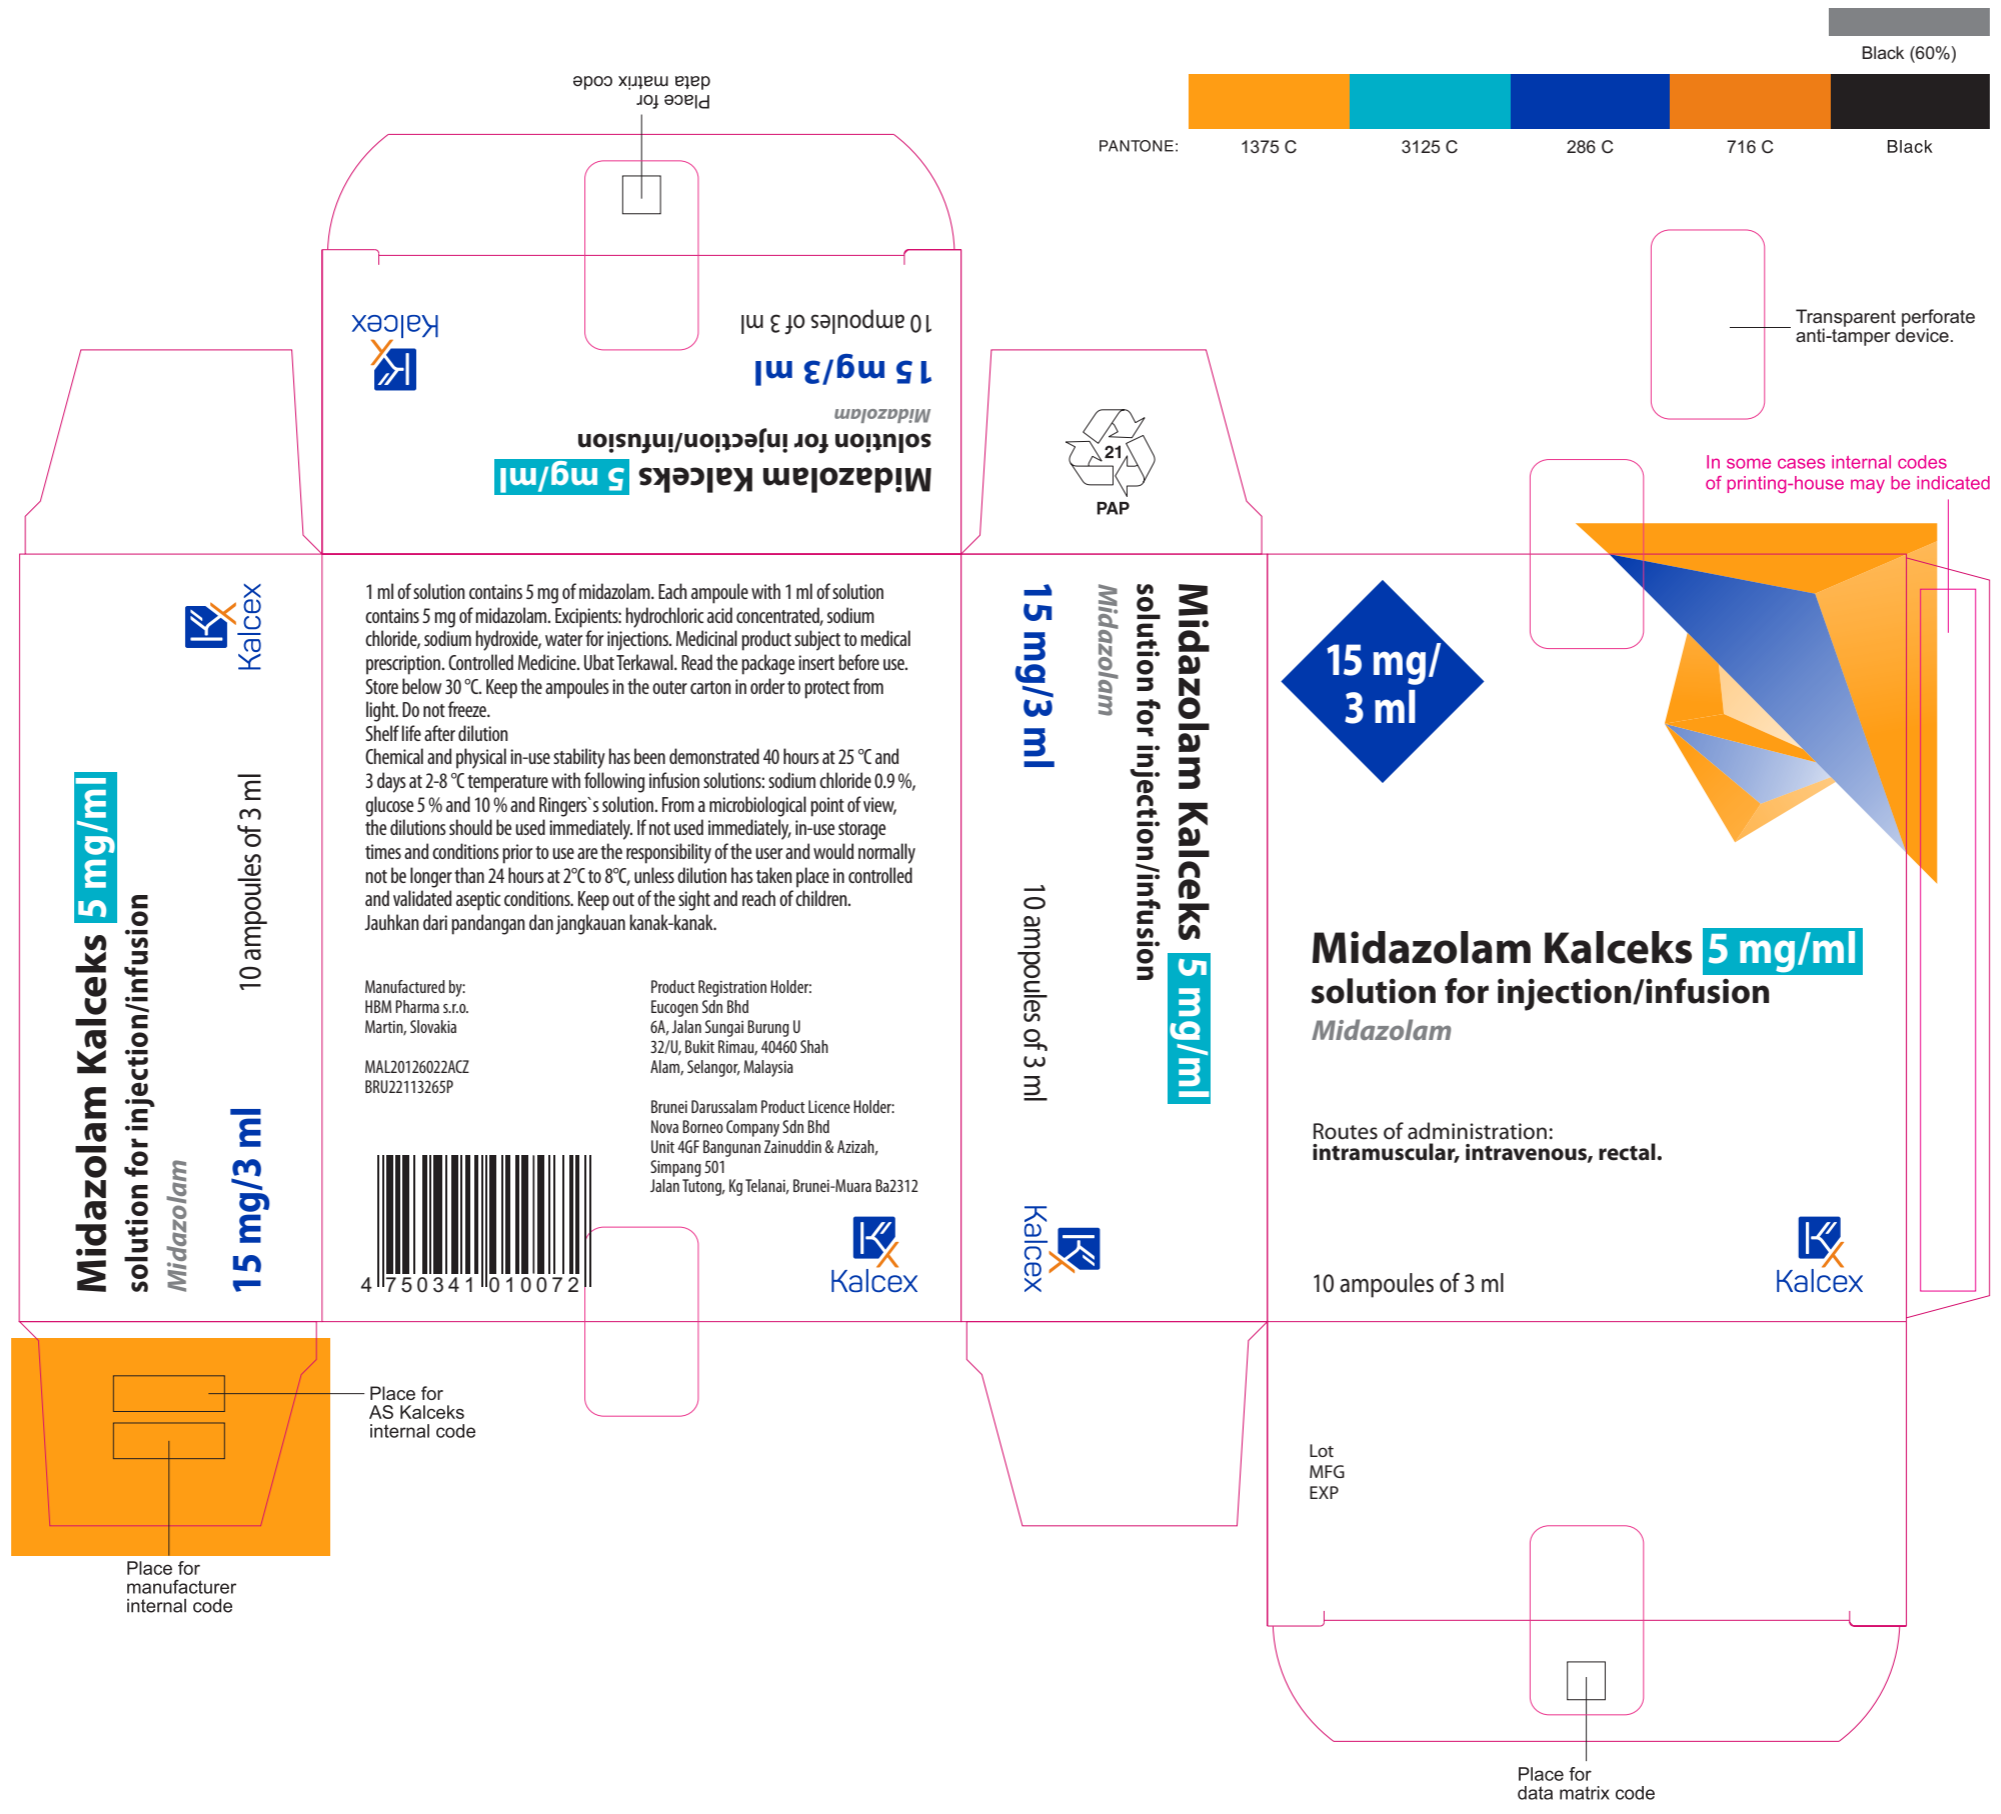 Black (60%)
PANTONE:
1375 C
3125 C
286 C
716 C
Black
Place for
data matrix code
Transparent perforate
anti-tamper device.
In some cases internal codes
of printing-house may be indicated
Midazolam Kalceks 5 mg/ml
solution for injection/infusion
Midazolam
15 mg/3 ml
10 ampoules of 3 ml
Kalcex
21
PAP
Midazolam Kalceks 5 mg/ml
solution for injection/infusion
Midazolam
15 mg/3 ml
10 ampoules of 3 ml
Kalcex
1 ml of solution contains 5 mg of midazolam. Each ampoule with 1 ml of solution
contains 5 mg of midazolam. Excipients: hydrochloric acid concentrated, sodium
chloride, sodium hydroxide, water for injections. Medicinal product subject to medical
prescription. Controlled Medicine. Ubat Terkawal. Read the package insert before use.
Store below 30 °C. Keep the ampoules in the outer carton in order to protect from
light. Do not freeze.
Shelf life after dilution
Chemical and physical in-use stability has been demonstrated 40 hours at 25 °C and
3 days at 2-8 °C temperature with following infusion solutions: sodium chloride 0.9 %,
glucose 5 % and 10 % and Ringers`s solution. From a microbiological point of view,
the dilutions should be used immediately. If not used immediately, in-use storage
times and conditions prior to use are the responsibility of the user and would normally
not be longer than 24 hours at 2°C to 8°C, unless dilution has taken place in controlled
and validated aseptic conditions. Keep out of the sight and reach of children.
Jauhkan dari pandangan dan jangkauan kanak-kanak.
Manufactured by:
HBM Pharma s.r.o.
Martin, Slovakia
MAL20126022ACZ
BRU22113265P
Product Registration Holder:
Eucogen Sdn Bhd
6A, Jalan Sungai Burung U
32/U, Bukit Rimau, 40460 Shah
Alam, Selangor, Malaysia
Brunei Darussalam Product Licence Holder:
Nova Borneo Company Sdn Bhd
Unit 4GF Bangunan Zainuddin & Azizah,
Simpang 501
Jalan Tutong, Kg Telanai, Brunei-Muara Ba2312
4 750341 010072
Kalcex
Midazolam Kalceks 5 mg/ml
solution for injection/infusion
Midazolam
15 mg/3 ml
10 ampoules of 3 ml
Kalcex
15 mg/
3 ml
Midazolam Kalceks 5 mg/ml
solution for injection/infusion
Midazolam
Routes of administration:
intramuscular, intravenous, rectal.
10 ampoules of 3 ml
Kalcex
Place for
AS Kalceks
internal code
Place for
manufacturer
internal code
Lot
MFG
EXP
Place for
data matrix code